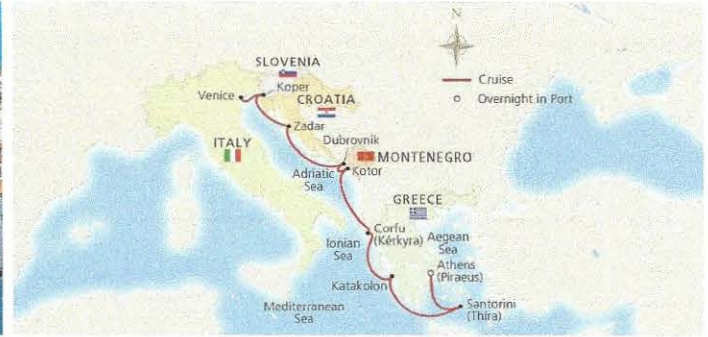 N
SLOVENIA
Koper
Venice
CROATIA
Cruise
Overnight in Port
Zadar
ITALY
Dubrovnik
MONTENEGRO
Adriatic
Sea
Kotor
GREECE
Corfu
(Kérkyra)
Ionian
Sea
Aegean
Sea
Athens
(Piraeus)
Katakolon
Mediterranean
Sea
Santorini
(Thira)